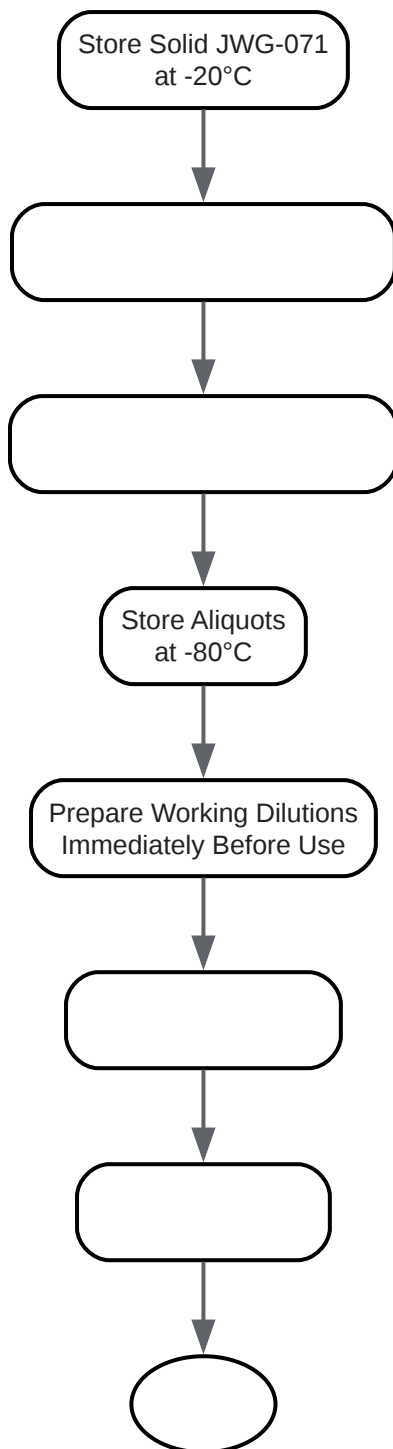 Store Solid JWG-071
at -20°C
Store Aliquots
at -80°C
Prepare Working Dilutions
Immediately Before Use